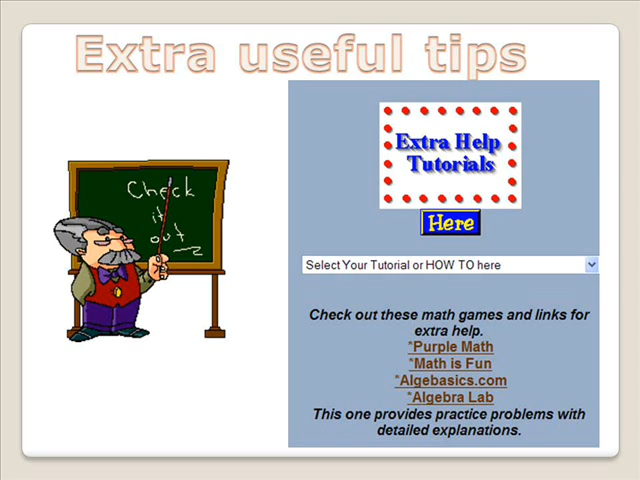 Extra useful tips
Check
it
out
Extra Help
Tutorials
Here
Select Your Tutorial or HOW TO here
Check out these math games and links for
extra help.
*Purple Math
*Math is Fun
*Algebasics.com
*Algebra Lab
This one provides practice problems with
detailed explanations.